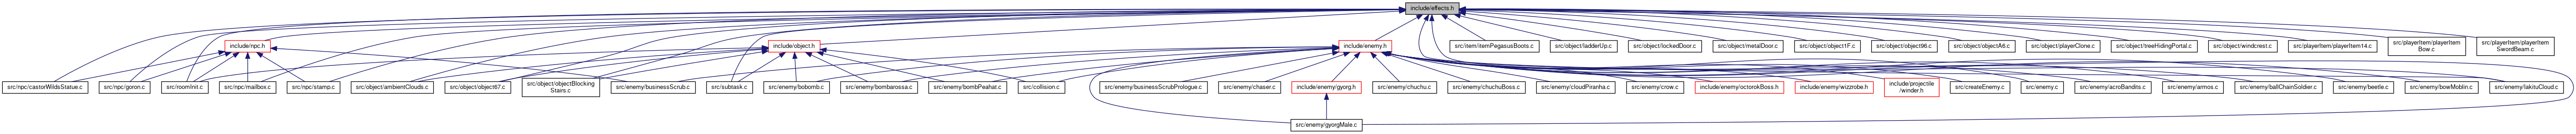 include/effects.h
include/npc.h
include/object.h
include/enemy.h
src/item/itemPegasusBoots.c
src/object/ladderUp.c
src/object/lockedDoor.c
src/object/metalDoor.c
src/object/object1F.c
src/object/object96.c
src/object/objectA6.c
src/object/playerClone.c
src/object/treeHidingPortal.c
src/object/windcrest.c
src/playerItem/playerItem14.c
src/playerItem/playerItem
Bow.c
src/playerItem/playerItem
SwordBeam.c
src/npc/castorWildsStatue.c
src/npc/goron.c
src/roomInit.c
src/npc/mailbox.c
src/npc/stamp.c
src/object/ambientClouds.c
src/object/object67.c
src/object/objectBlocking
Stairs.c
src/enemy/businessScrub.c
src/subtask.c
src/enemy/bobomb.c
src/enemy/bombarossa.c
src/enemy/bombPeahat.c
src/collision.c
src/enemy/businessScrubPrologue.c
src/enemy/chaser.c
include/enemy/gyorg.h
src/enemy/chuchu.c
src/enemy/chuchuBoss.c
src/enemy/cloudPiranha.c
src/enemy/crow.c
include/enemy/octorokBoss.h
include/enemy/wizzrobe.h
include/projectile
/winder.h
src/createEnemy.c
src/enemy.c
src/enemy/acroBandits.c
src/enemy/armos.c
src/enemy/ballChainSoldier.c
src/enemy/beetle.c
src/enemy/bowMoblin.c
src/enemy/lakituCloud.c
src/enemy/gyorgMale.c